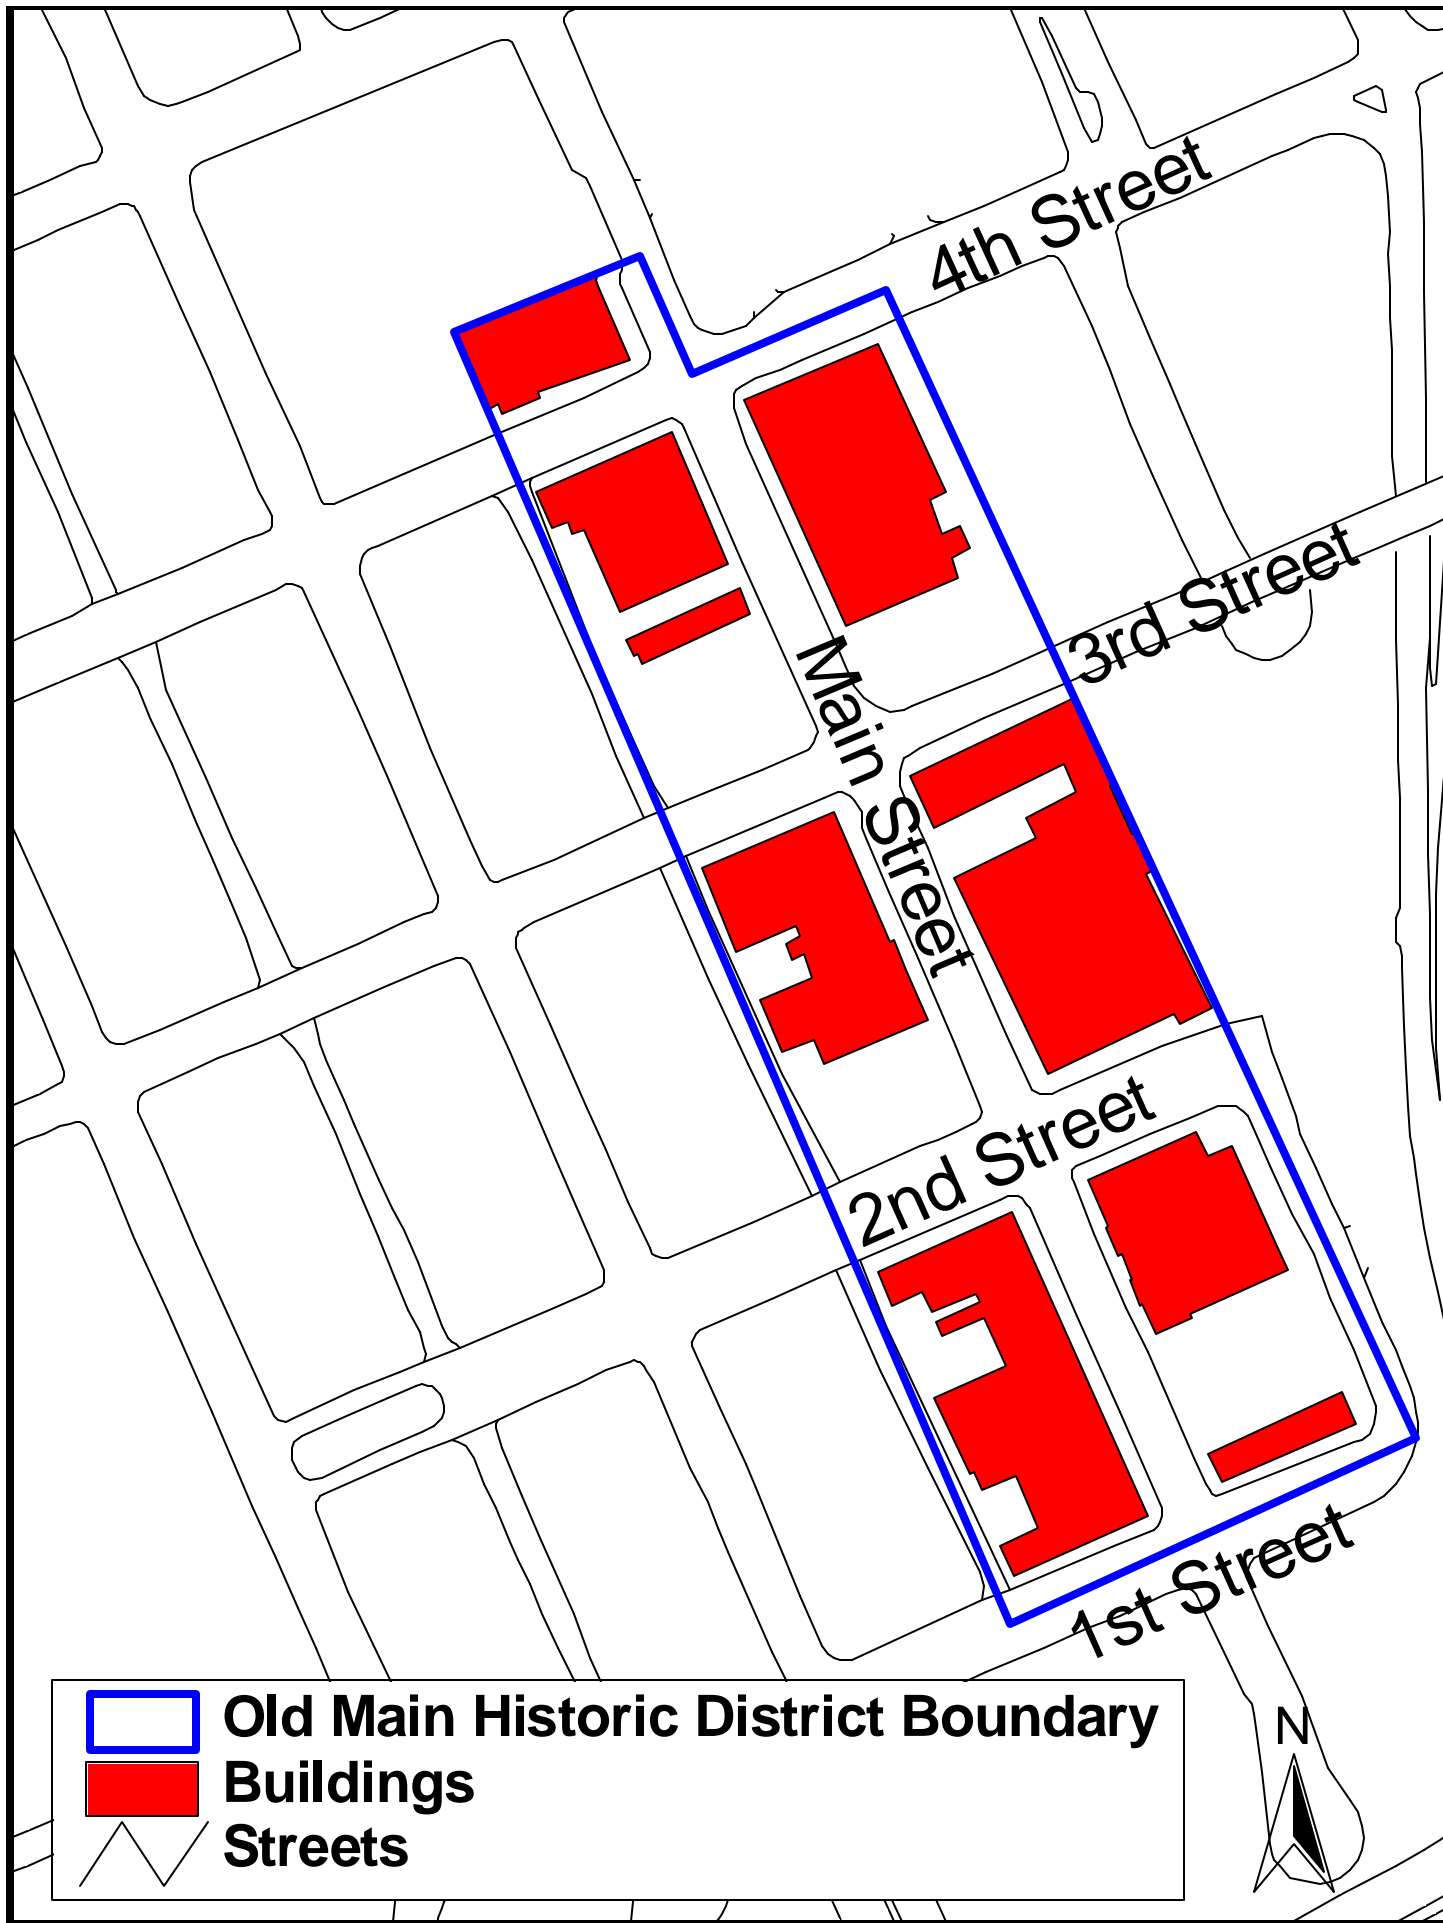 4th Street
3rd Street
Main Street
2nd Street
1st Street
N
Old Main Historic District Boundary
Buildings
Streets